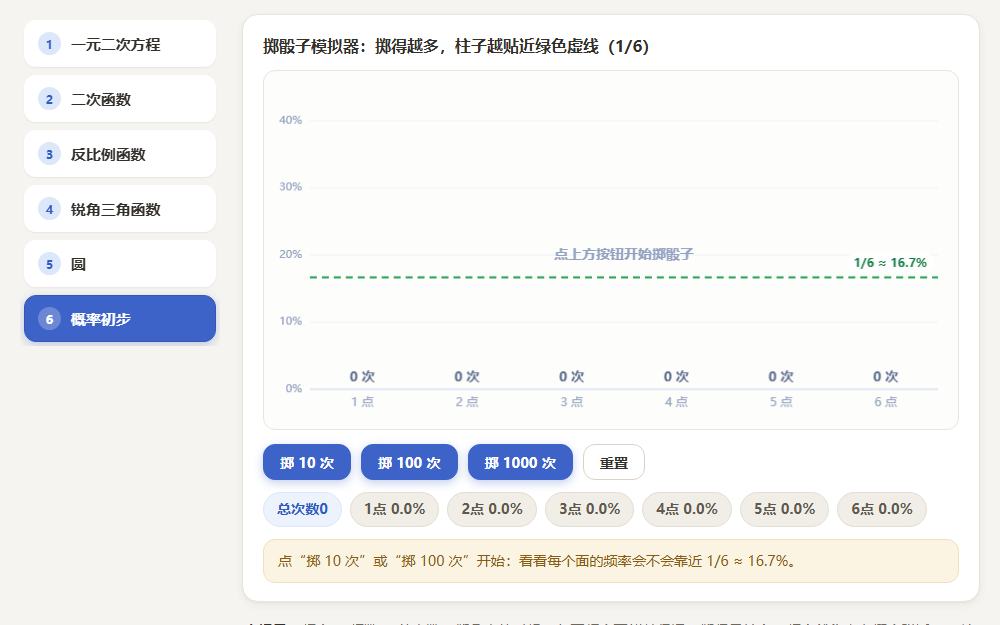 1 一元二次方程
2 二次函数
3 反比例函数
4 锐角三角函数
5 圆
6 概率初步
掷骰子模拟器：掷得越多，柱子越贴近绿色虚线（1/6）
40%
30%
20%
点上方按钮开始掷骰子
1/6 ≈ 16.7%
10%
0%
0 次 0 次 0 次 0 次 0 次 0 次
1 点 2 点 3 点 4 点 5 点 6 点
掷 10 次 掷 100 次 掷 1000 次 重置
总次数0 1点 0.0% 2点 0.0% 3点 0.0% 4点 0.0% 5点 0.0% 6点 0.0%
点“掷 10 次”或“掷 100 次”开始：看看每个面的频率会不会靠近 1/6 ≈ 16.7%。